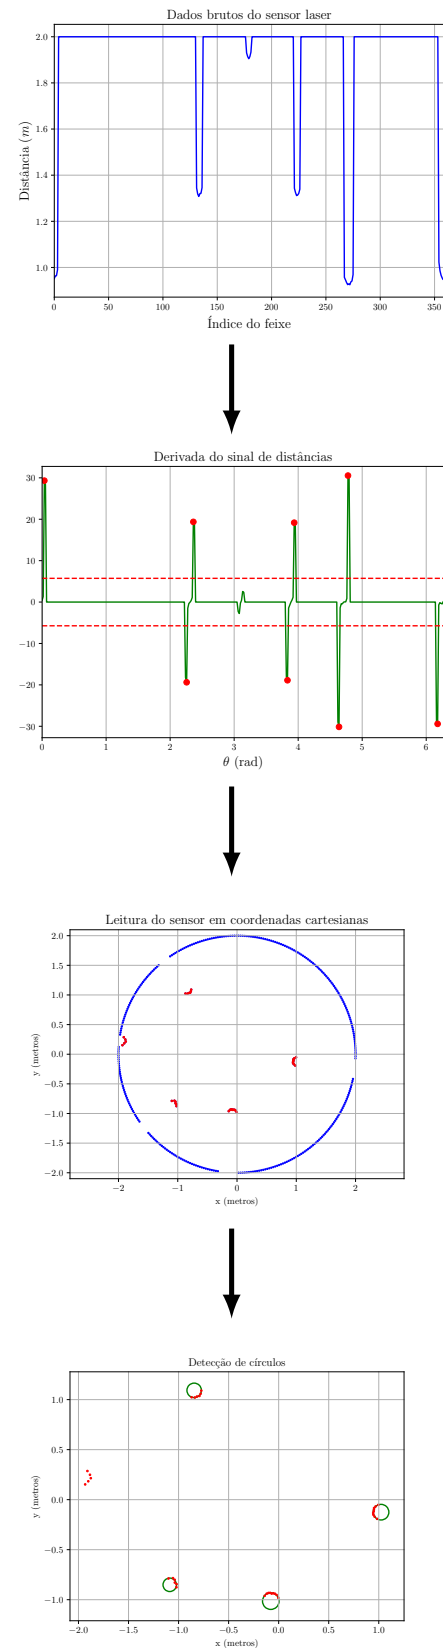 Dados brutos do sensor laser
2.0
1.8
1.6
1.4
1.2
1.0
Distância (m)
0 50 100 150 200 250 300 350
Índice do feixe
Derivada do sinal de distâncias
30
20
10
0
−10
−20
−30
0 1 2 3 4 5 6
θ (rad)
Leitura do sensor em coordenadas cartesianas
2.0
1.5
1.0
0.5
0.0
−0.5
−1.0
−1.5
−2.0
y (metros)
−2 −1 0 1 2
x (metros)
Detecção de círculos
1.0
0.5
0.0
−0.5
−1.0
y (metros)
−2.0 −1.5 −1.0 −0.5 0.0 0.5 1.0
x (metros)